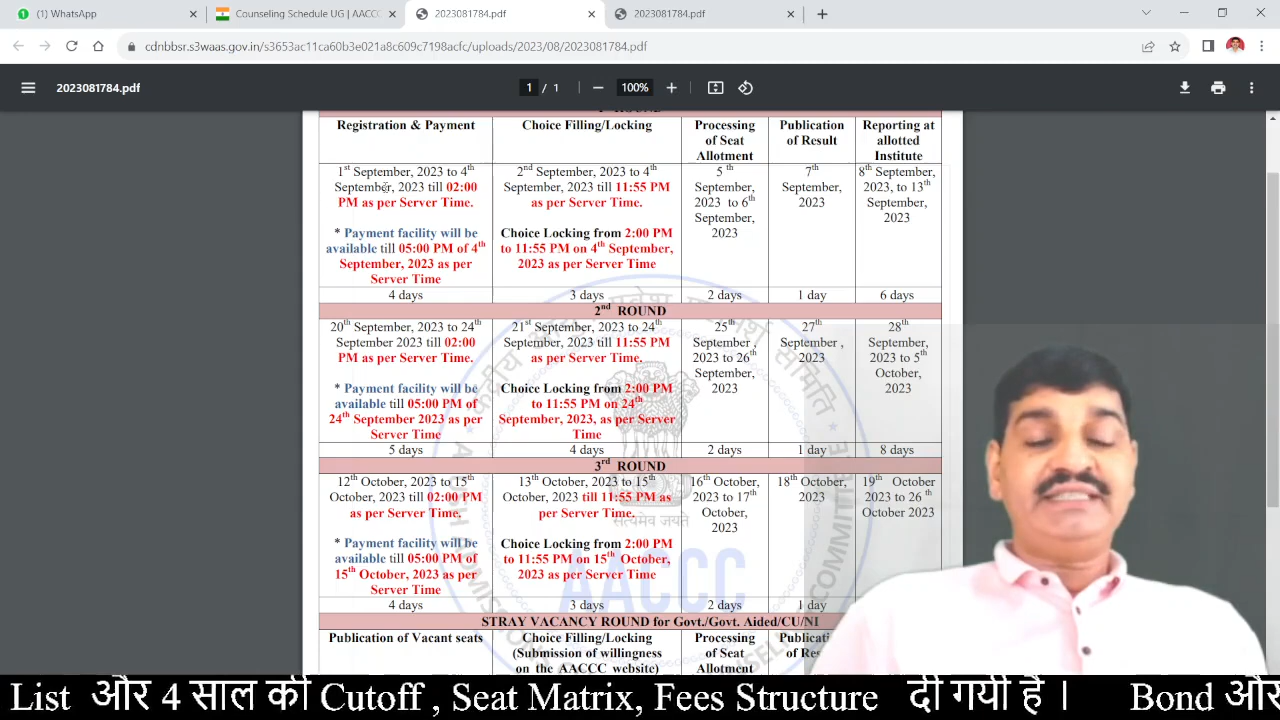 (1) WhatsApp
Counseling Schedule UG | AACCC
2023081784.pdf
2023081784.pdf
cdnbbsr.s3waas.gov.in/s3653ac11ca60b3e021a8c609c7198acfc/uploads/2023/08/2023081784.pdf
2023081784.pdf
1 / 1
100%
Registration & Payment
Choice Filling/Locking
Processing
of Seat
Allotment
Publication
of Result
Reporting at
allotted
Institute
1st September, 2023 to 4th
September, 2023 till 02:00
PM as per Server Time.
* Payment facility will be
available till 05:00 PM of 4th
September, 2023 as per
Server Time
2nd September, 2023 to 4th
September, 2023 till 11:55 PM
as per Server Time.
Choice Locking from 2:00 PM
to 11:55 PM on 4th September,
2023 as per Server Time
5 th
September,
2023 to 6th
September,
2023
7th
September,
2023
8th September,
2023, to 13th
September,
2023
4 days
3 days
2 days
1 day
6 days
2nd ROUND
20th September, 2023 to 24th
September 2023 till 02:00
PM as per Server Time.
* Payment facility will be
available till 05:00 PM of
24th September 2023 as per
Server Time
21st September, 2023 to 24th
September, 2023 till 11:55 PM
as per Server Time.
Choice Locking from 2:00 PM
to 11:55 PM on 24th
September, 2023, as per Server
Time
25th
September ,
2023 to 26th
September,
2023
27th
September ,
2023
28th
September,
2023 to 5th
October,
2023
5 days
4 days
2 days
1 day
8 days
3rd ROUND
12th October, 2023 to 15th
October, 2023 till 02:00 PM
as per Server Time.
* Payment facility will be
available till 05:00 PM of
15th October, 2023 as per
Server Time
13th October, 2023 to 15th
October, 2023 till 11:55 PM as
per Server Time.
Choice Locking from 2:00 PM
to 11:55 PM on 15th October,
2023 as per Server Time
16th October,
2023 to 17th
October,
2023
18th October,
2023
19th October
2023 to 26 th
October 2023
4 days
3 days
2 days
1 day
STRAY VACANCY ROUND for Govt./Govt. Aided/CU/NI
Publication of Vacant seats
Choice Filling/Locking
(Submission of willingness
on the AACCC website)
Processing
of Seat
Allotment
of Res
सत्यमेव जयते
AACCC
List और 4 साल की Cutoff , Seat Matrix, Fees Structure दी गयी है । Bond और